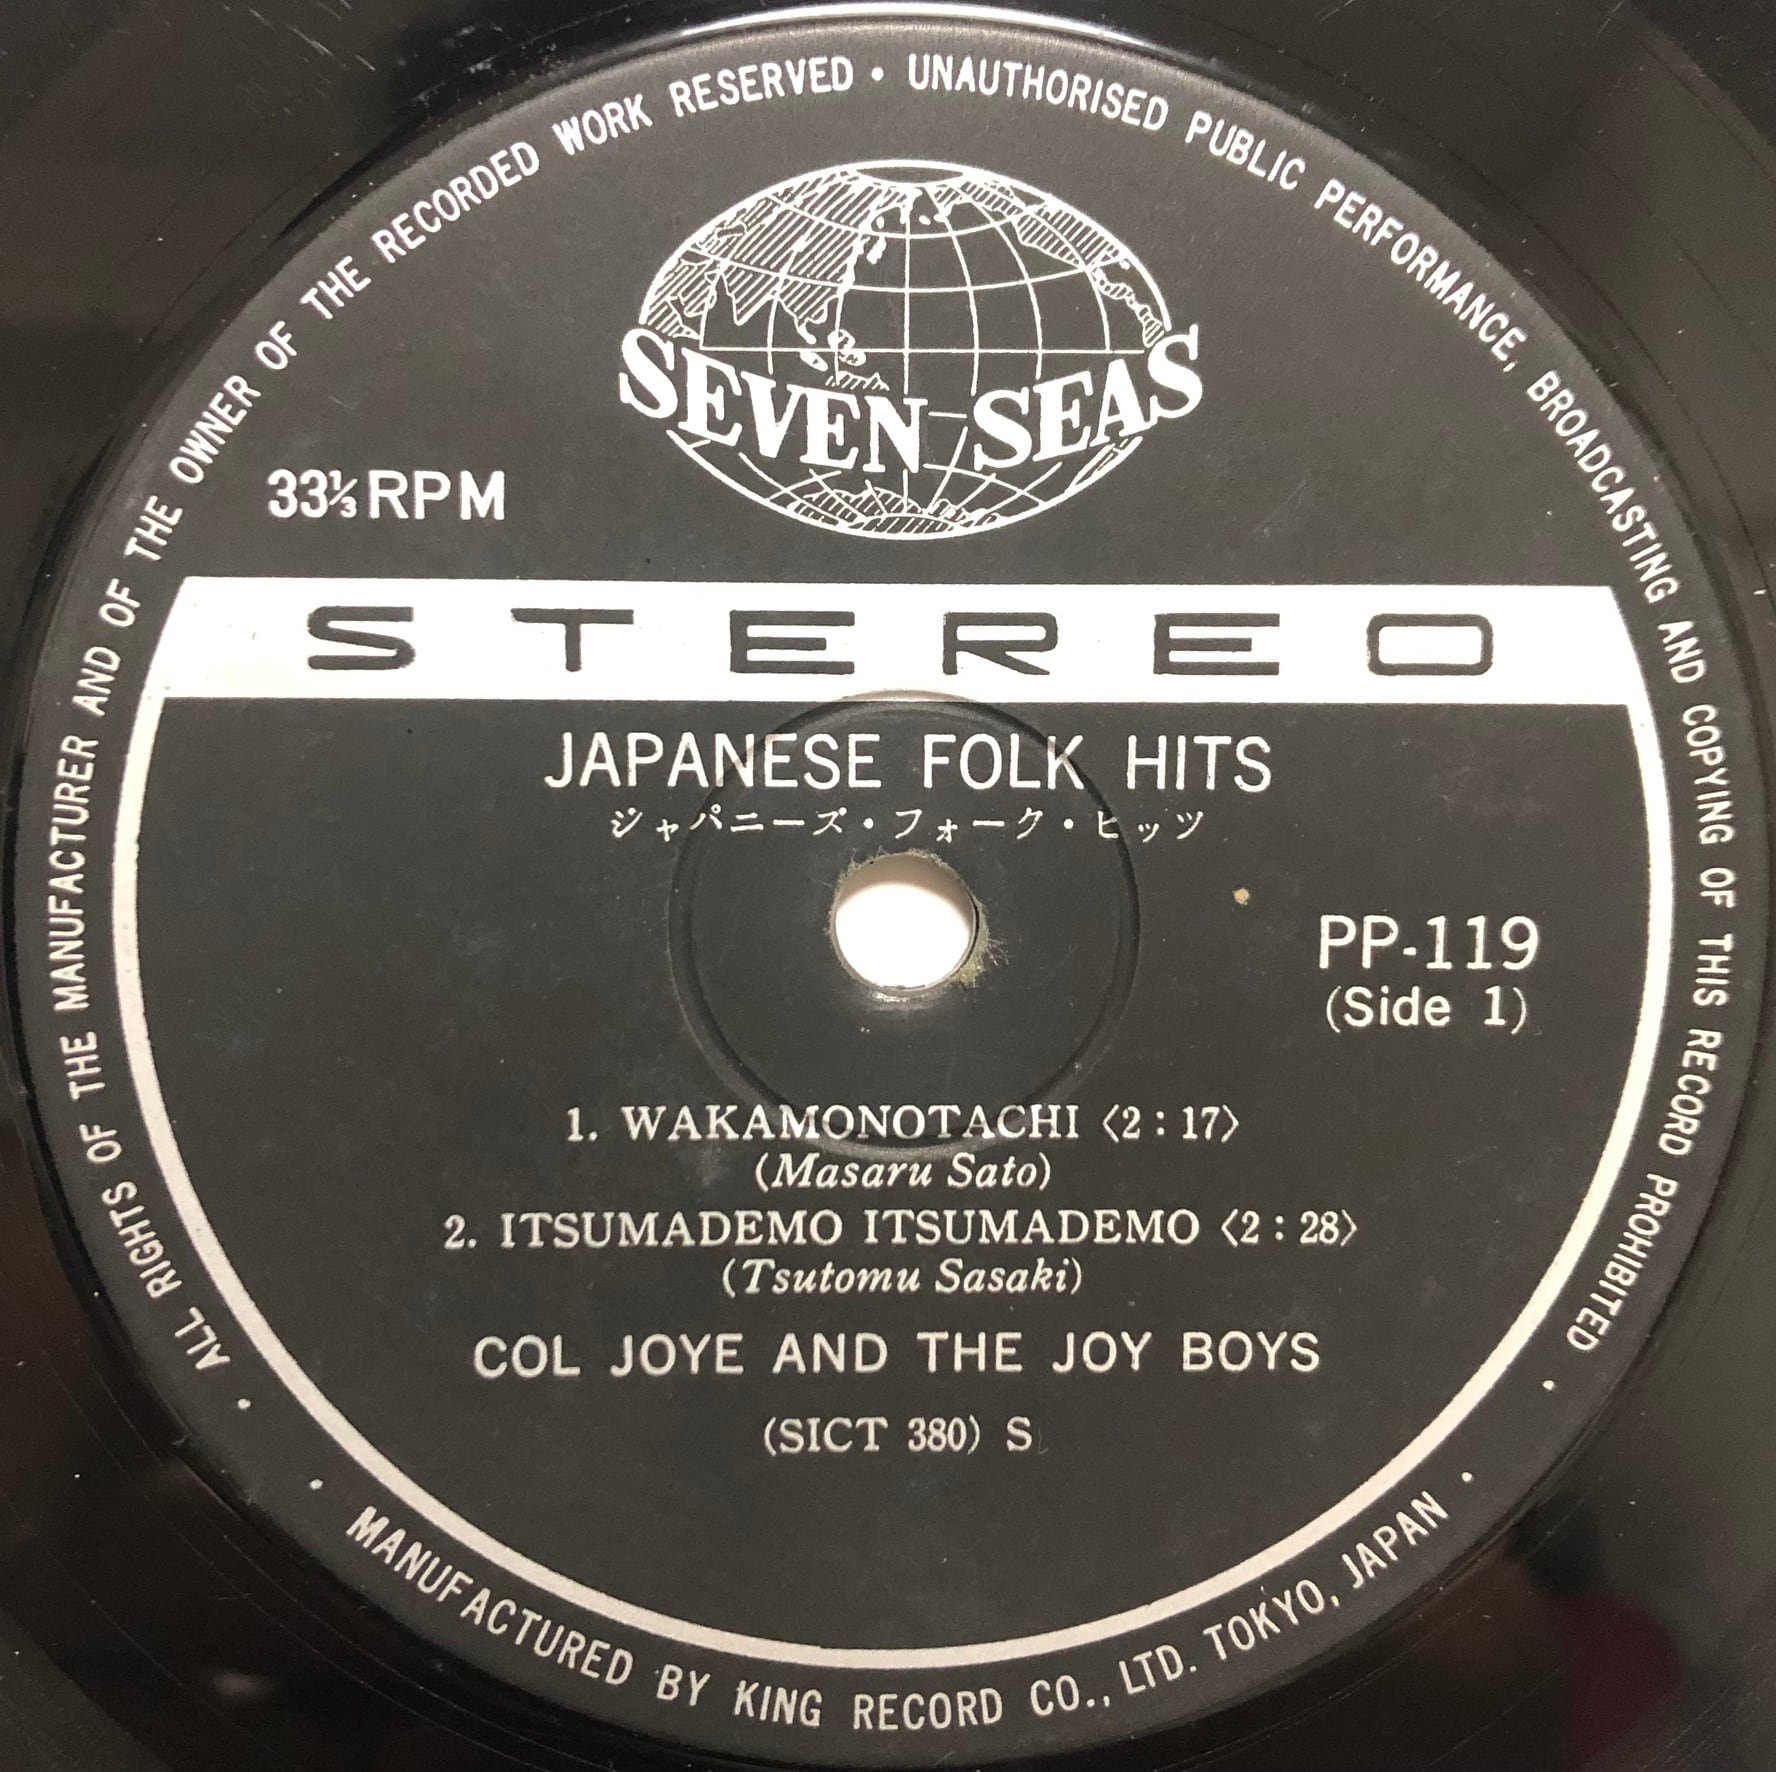 ALL RIGHTS OF THE MANUFACTURER AND OF THE OWNER OF THE RECORDED WORK RESERVED • UNAUTHORISED PUBLIC PERFORMANCE, BROADCASTING AND COPYING OF THIS RECORD PROHIBITED
SEVEN SEAS
33⅓ RPM
STEREO
JAPANESE FOLK HITS
ジャパニーズ・フォーク・ヒッツ
PP-119
(Side 1)
1. WAKAMONOTACHI 〈2 : 17〉
(Masaru Sato)
2. ITSUMADEMO ITSUMADEMO 〈2 : 28〉
(Tsutomu Sasaki)
COL JOYE AND THE JOY BOYS
(SICT 380) S
• MANUFACTURED BY KING RECORD CO., LTD. TOKYO, JAPAN •